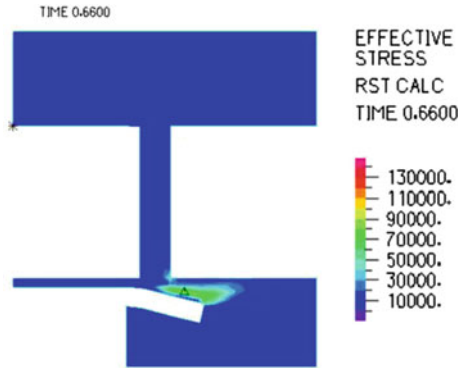 TIME 0.6600
EFFECTIVE
STRESS
RST CALC
TIME 0.6600
130000.
110000.
90000.
70000.
50000.
30000.
10000.